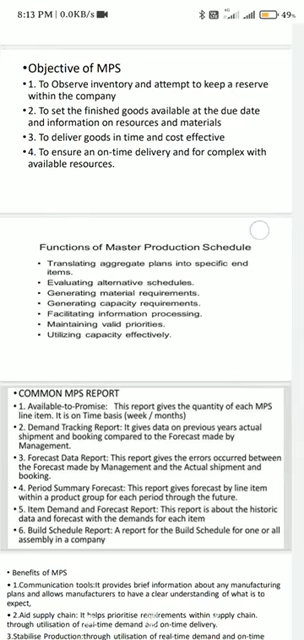 8:13 PM | 0.0KB/s
4G
49%
•Objective of MPS
• 1. To Observe inventory and attempt to keep a reserve
within the company
• 2. To set the finished goods available at the due date
and information on resources and materials
• 3. To deliver goods in time and cost effective
• 4. To ensure an on-time delivery and for complex with
available resources.
Functions of Master Production Schedule
• Translating aggregate plans into specific end
items.
• Evaluating alternative schedules.
• Generating material requirements.
• Generating capacity requirements.
• Facilitating information processing.
• Maintaining valid priorities.
• Utilizing capacity effectively.
• COMMON MPS REPORT
• 1. Available-to-Promise: This report gives the quantity of each MPS
line item. It is on Time basis (week / months)
• 2. Demand Tracking Report: It gives data on previous years actual
shipment and booking compared to the Forecast made by
Management.
• 3. Forecast Data Report: This report gives the errors occurred between
the Forecast made by Management and the Actual shipment and
booking.
• 4. Period Summary Forecast: This report gives forecast by line item
within a product group for each period through the future.
• 5. Item Demand and Forecast Report: This report is about the historic
data and forecast with the demands for each item
• 6. Build Schedule Report: A report for the Build Schedule for one or all
assembly in a company
• Benefits of MPS
• 1.Communication tools:It provides brief information about any manufacturing
plans and allows manufacturers to have a clear understanding of what is to
expect,
• 2.Aid supply chain: It helps prioritise requirements within supply chain.
through utilisation of real-time demand and on-time delivery.
3.Stabilise Production:through utilisation of real-time demand and on-time